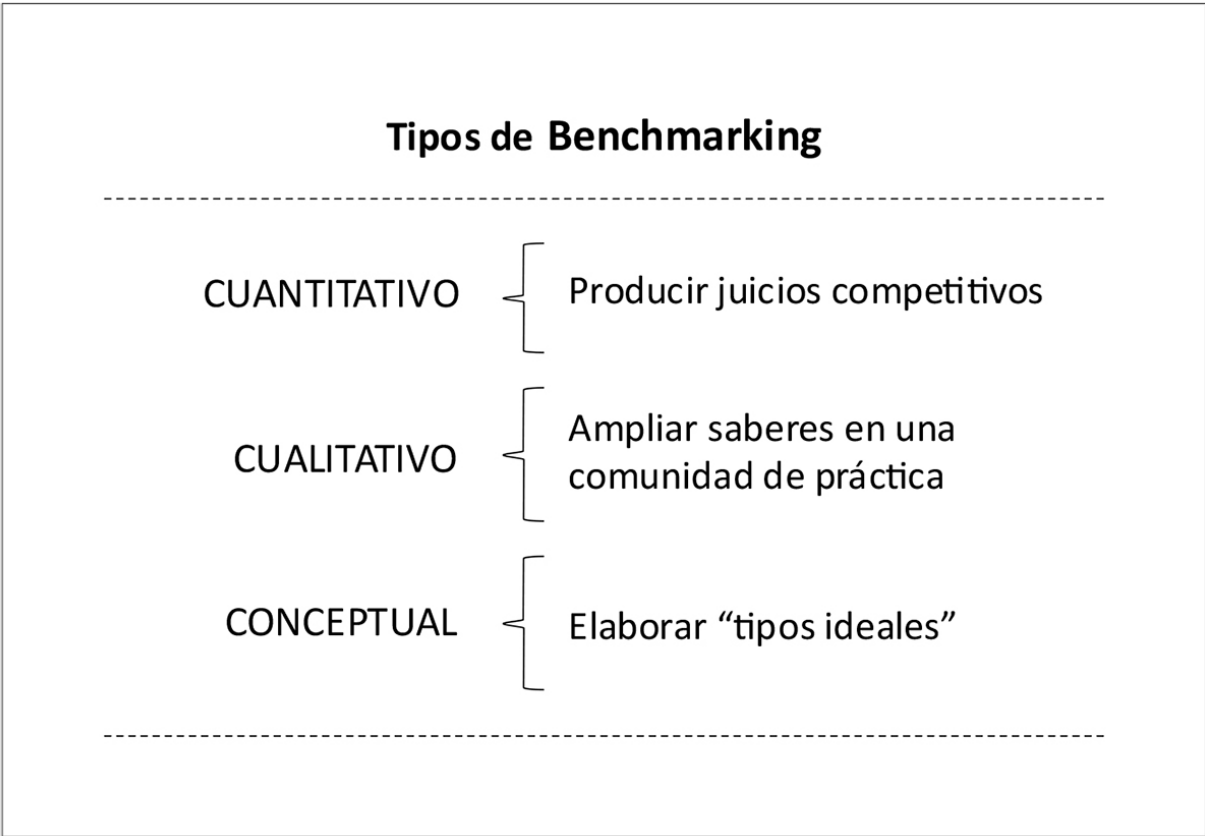 Tipos de Benchmarking
CUANTITATIVO
Producir juicios competitivos
CUALITATIVO
Ampliar saberes en una
comunidad de práctica
CONCEPTUAL
Elaborar “tipos ideales”